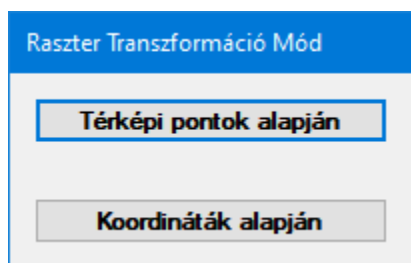 Raszter Transzformáció Mód
Térképi pontok alapján
Koordináták alapján